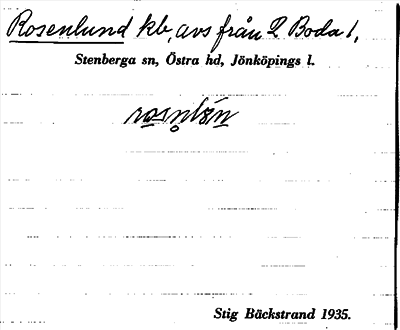 Rosenlund kb, avs från 2 Boda 1,
Stenberga sn, Östra hd, Jönköpings l.
Stig Bäckstrand 1935.